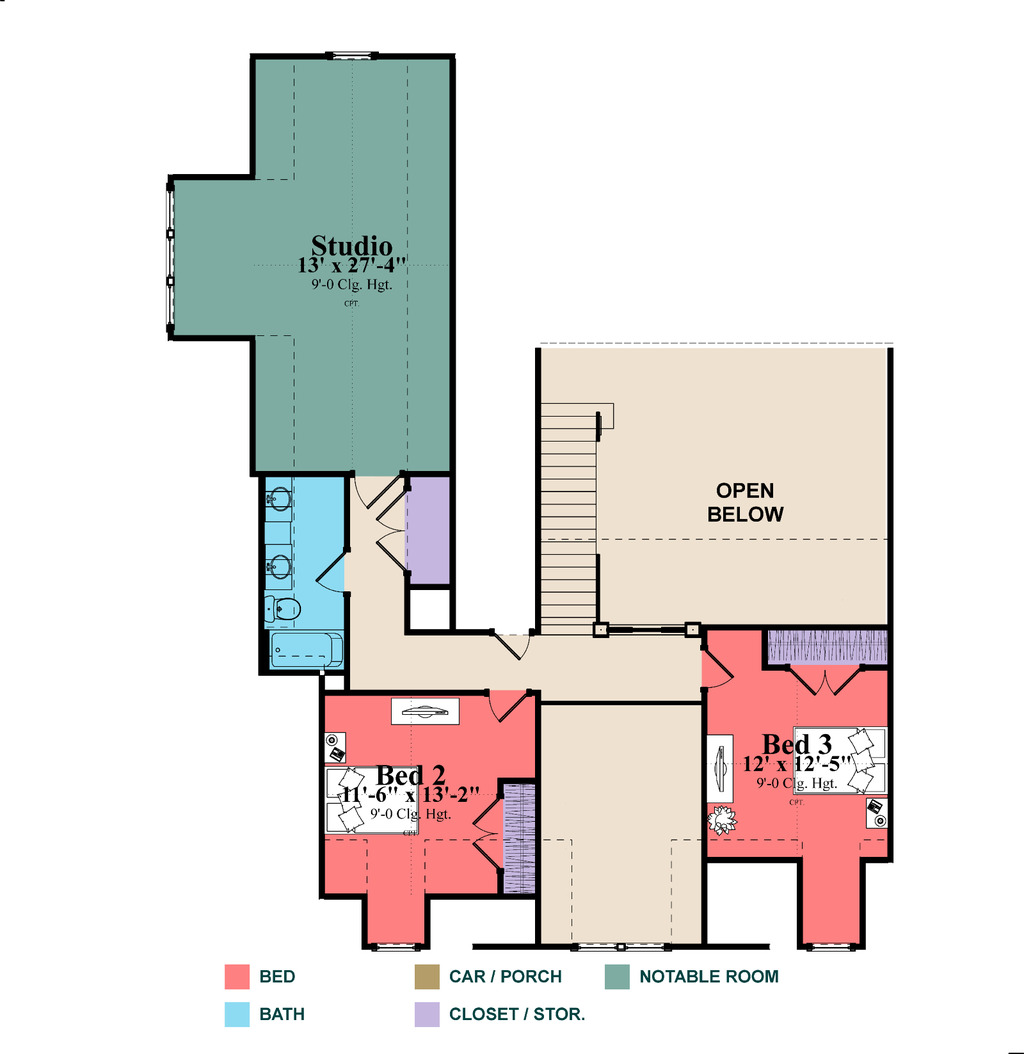 Studio
13' x 27'-4"
9'-0 Clg. Hgt.
CPT.
OPEN
BELOW
Bed 3
12' x 12'-5"
9'-0 Clg. Hgt.
CPT.
Bed 2
11'-6" x 13'-2"
9'-0 Clg. Hgt.
CPT.
BED
CAR / PORCH
NOTABLE ROOM
BATH
CLOSET / STOR.